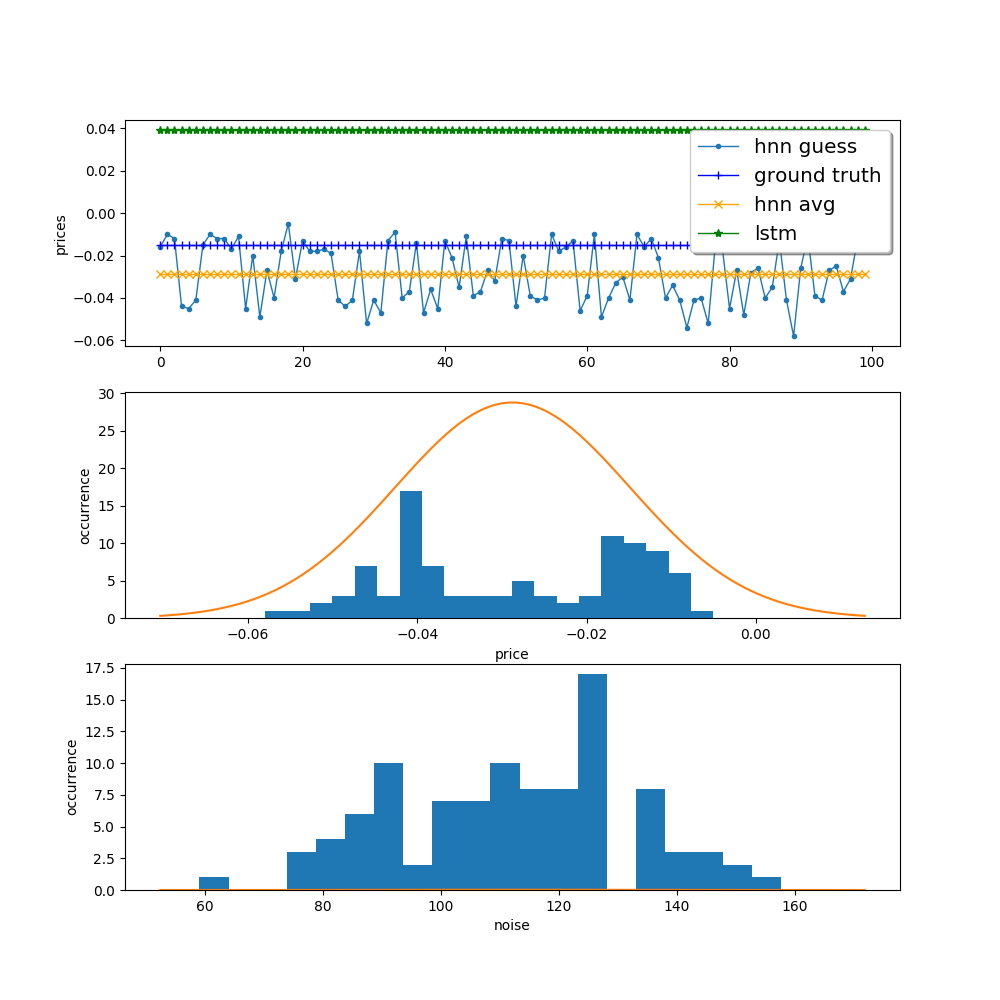 0.04
0.02
0.00
−0.02
−0.04
−0.06
prices
hnn guess
ground truth
hnn avg
lstm
0 20 40 60 80 100
30
25
20
15
10
5
0
occurrence
−0.06 −0.04 −0.02 0.00
price
17.5
15.0
12.5
10.0
7.5
5.0
2.5
0.0
occurrence
60 80 100 120 140 160
noise